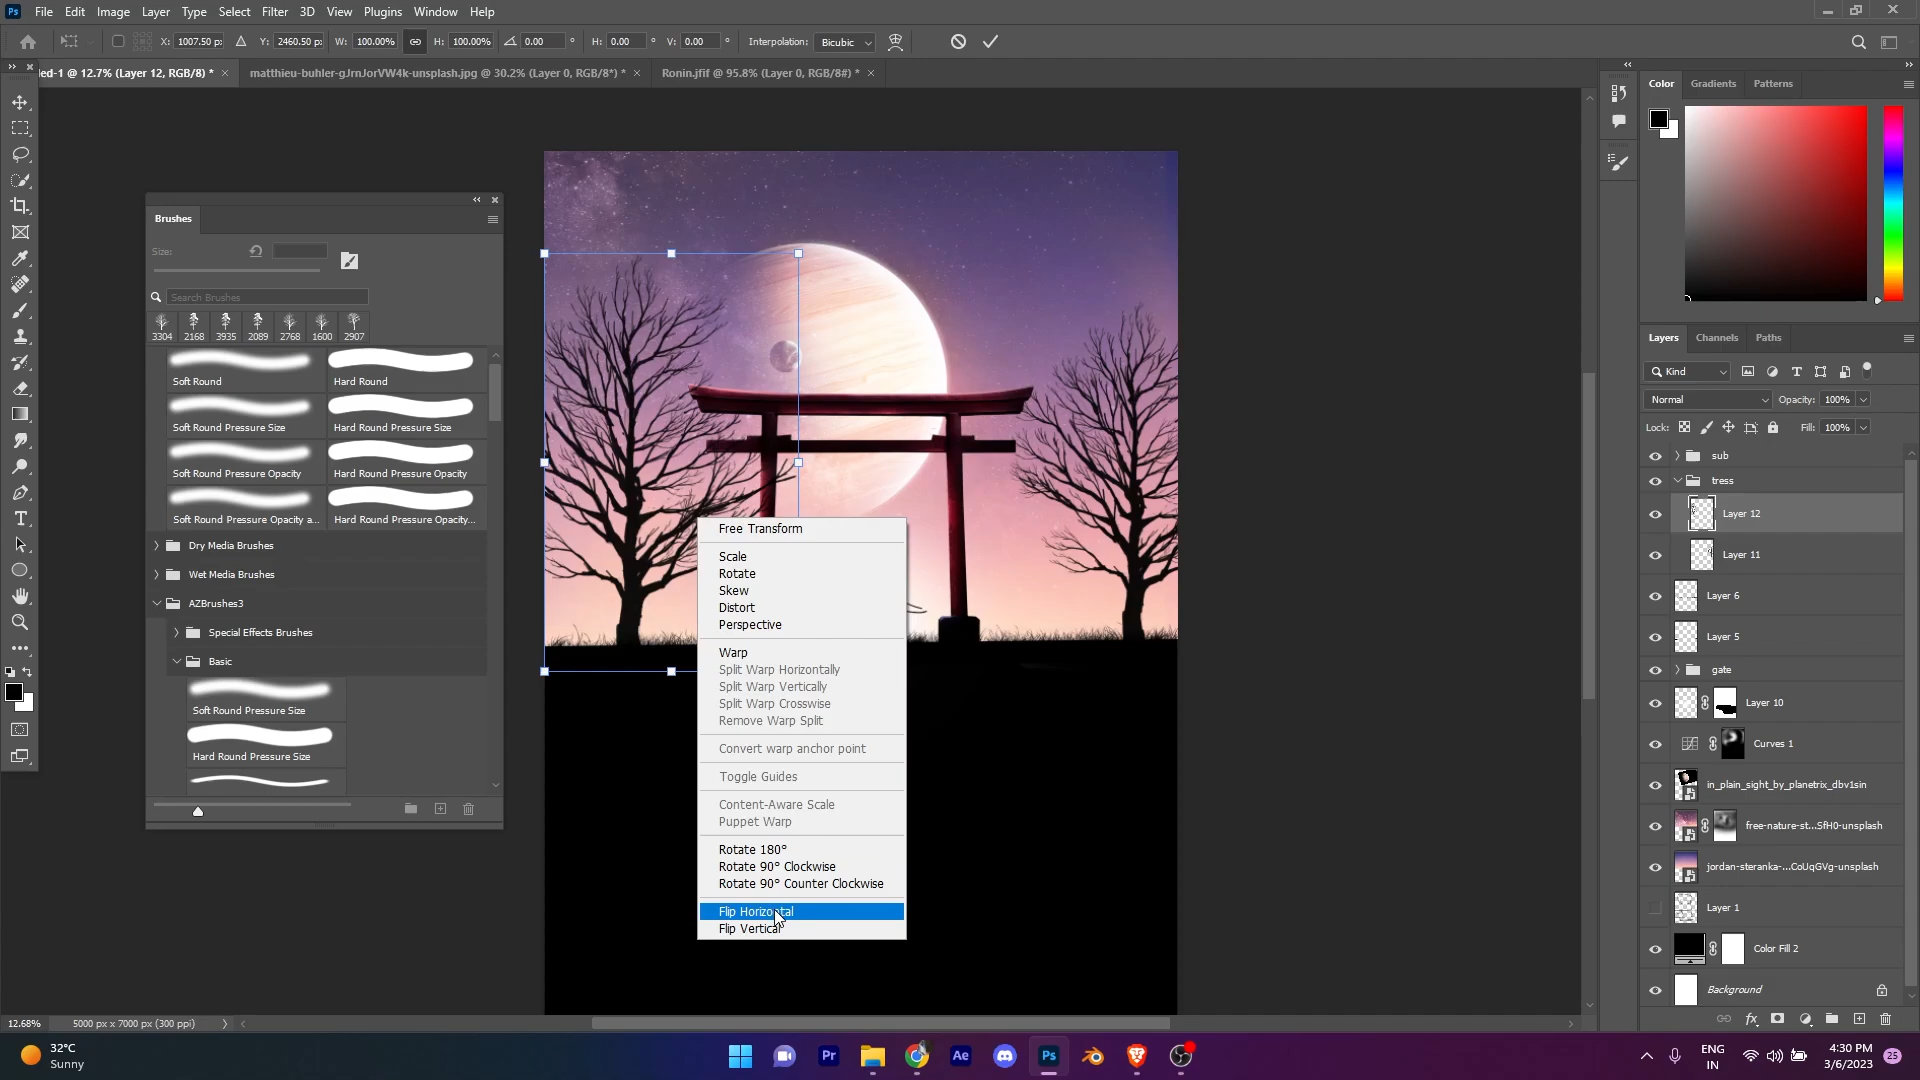 Ps File Edit Image Layer Type Select Filter 3D View Plugins Window Help
X: 1007.50 p: Y: 2460.50 p: W: 100.00% H: 100.00% 0.00 ° H: 0.00 ° V: 0.00 ° Interpolation: Bicubic
led-1 @ 12.7% (Layer 12, RGB/8) * × matthieu-buhler-gJrnJorVW4k-unsplash.jpg @ 30.2% (Layer 0, RGB/8*) * × Ronin.jfif @ 95.8% (Layer 0, RGB/8#) * ×
Brushes
Size:
Search Brushes
3304 2168 3935 2089 2768 1600 2907
Soft Round Hard Round
Soft Round Pressure Size Hard Round Pressure Size
Soft Round Pressure Opacity Hard Round Pressure Opacity
Soft Round Pressure Opacity a... Hard Round Pressure Opacity...
Dry Media Brushes
Wet Media Brushes
AZBrushes3
Special Effects Brushes
Basic
Soft Round Pressure Size
Hard Round Pressure Size
Free Transform
Scale
Rotate
Skew
Distort
Perspective
Warp
Split Warp Horizontally
Split Warp Vertically
Split Warp Crosswise
Remove Warp Split
Convert warp anchor point
Toggle Guides
Content-Aware Scale
Puppet Warp
Rotate 180°
Rotate 90° Clockwise
Rotate 90° Counter Clockwise
Flip Horizontal
Flip Vertical
Color Gradients Patterns
Layers Channels Paths
Kind
Normal Opacity: 100%
Lock: Fill: 100%
sub
tress
Layer 12
Layer 11
Layer 6
Layer 5
gate
Layer 10
Curves 1
in_plain_sight_by_planetrix_dbv1sin
free-nature-st...SfH0-unsplash
jordan-steranka-...CoUqGVg-unsplash
Layer 1
Color Fill 2
Background
fx
12.68% 5000 px x 7000 px (300 ppi)
32°C
Sunny
Pr Ae Ps
ENG
IN
4:30 PM
3/6/2023
25